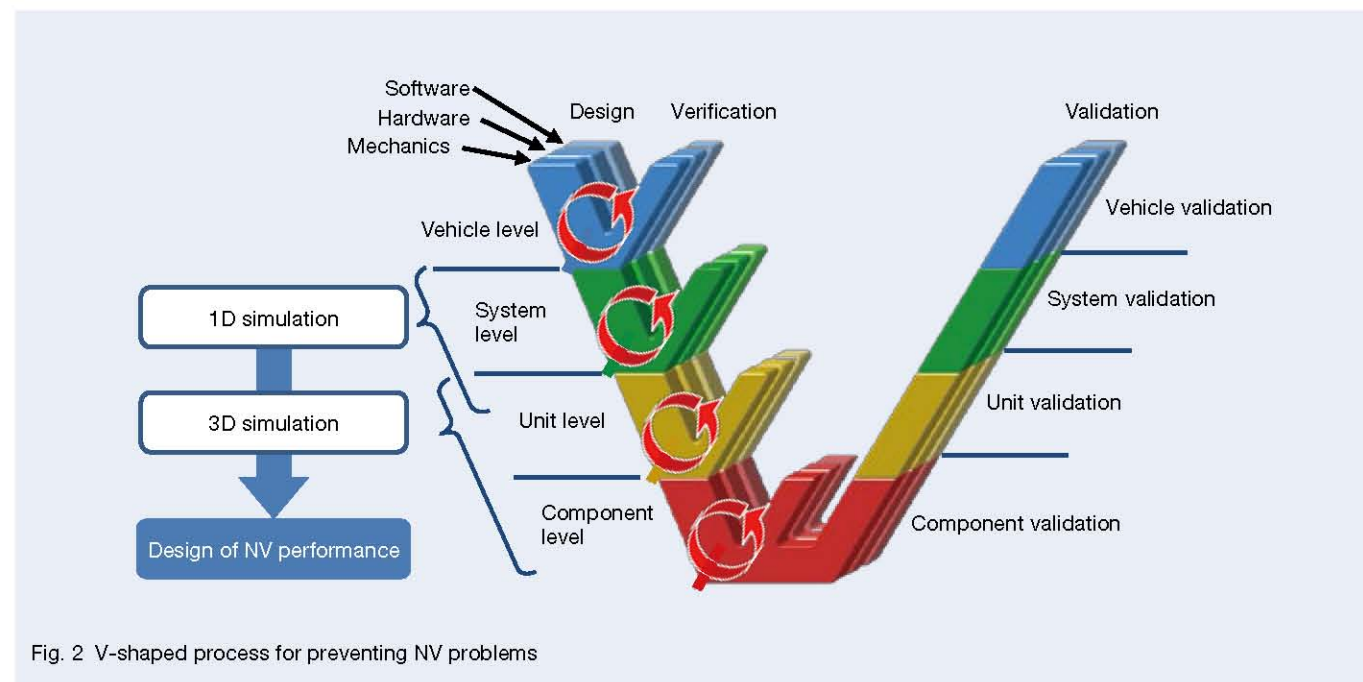 Software
Hardware
Mechanics
Design
Verification
Validation
Vehicle level
Vehicle validation
1D simulation
System
level
System validation
3D simulation
Unit level
Unit validation
Component
level
Component validation
Design of NV performance
Fig. 2 V-shaped process for preventing NV problems